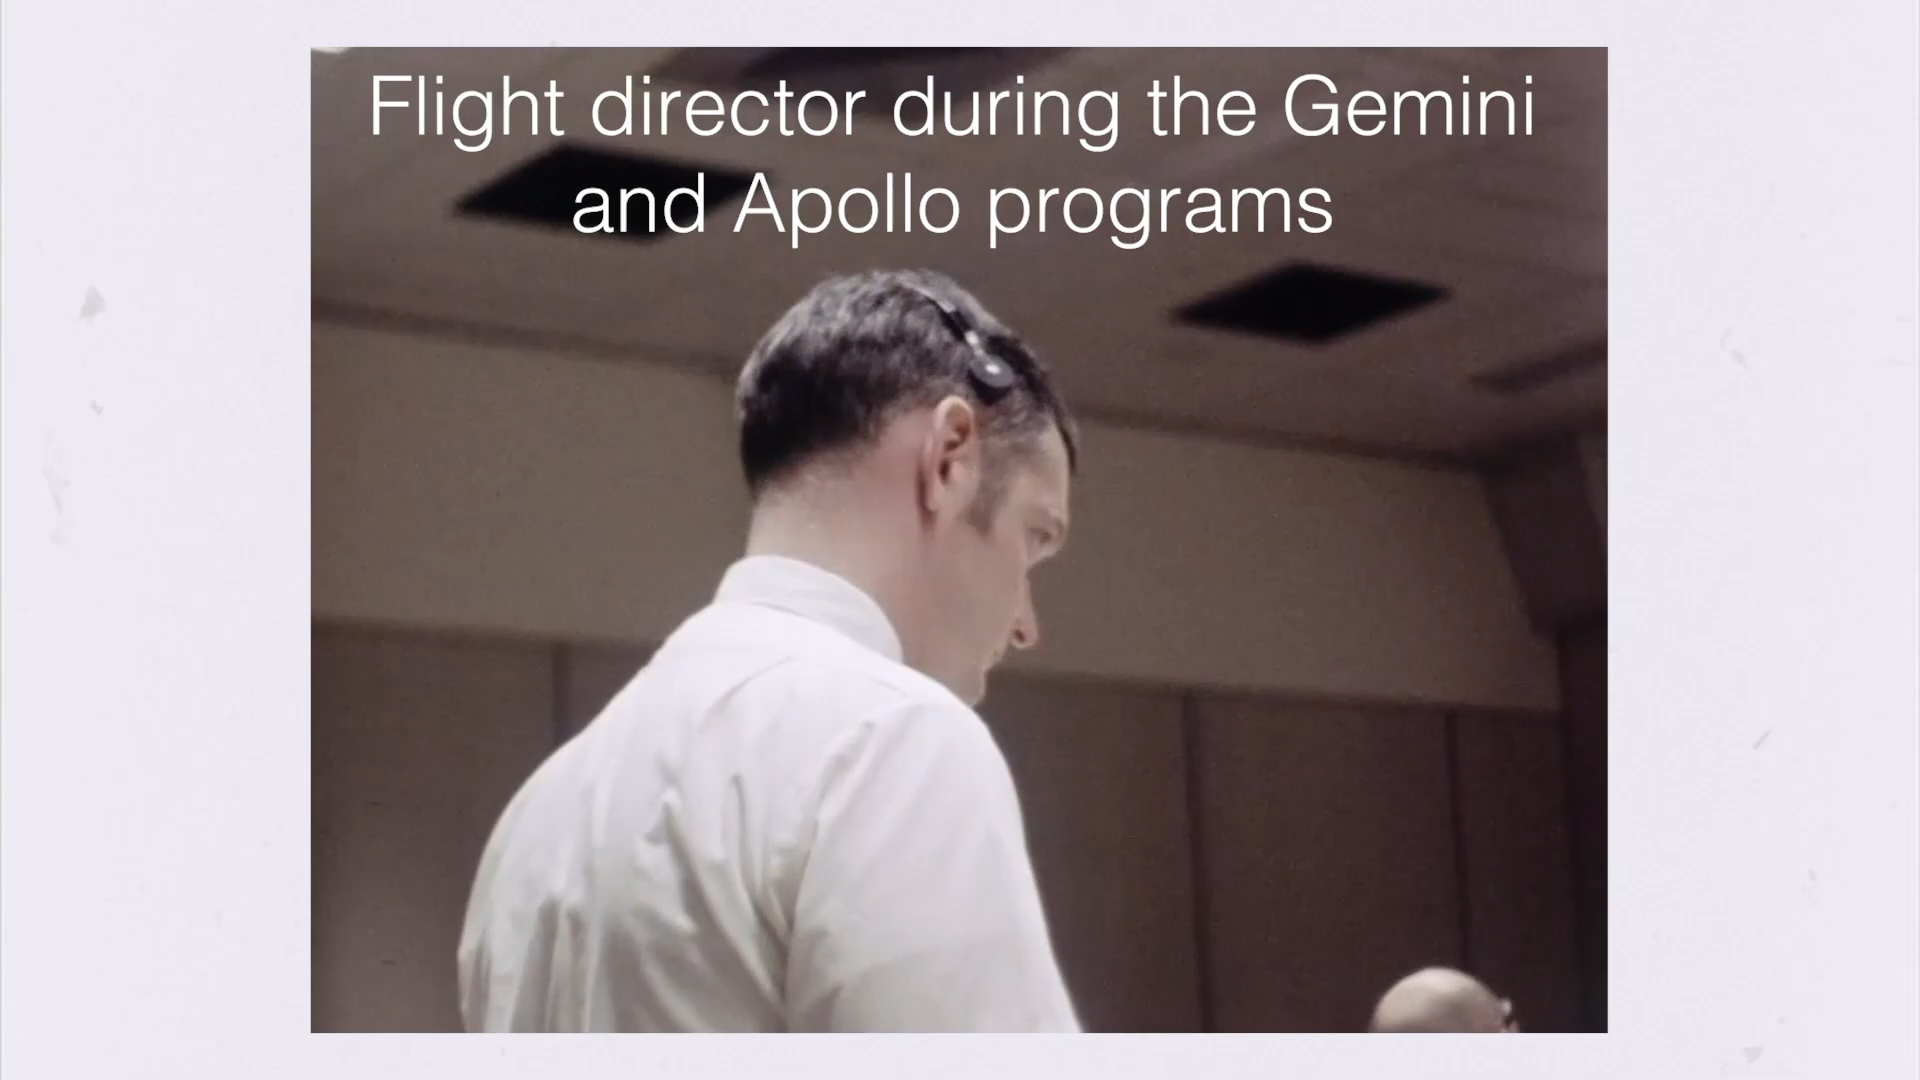 Flight director during the Gemini
and Apollo programs